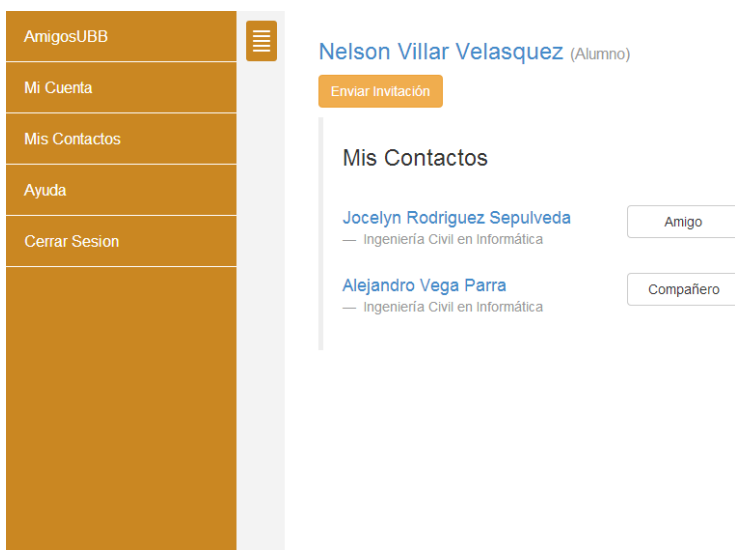 AmigosUBB
Mi Cuenta
Mis Contactos
Ayuda
Cerrar Sesion
Nelson Villar Velasquez (Alumno)
Enviar Invitación
Mis Contactos
Jocelyn Rodriguez Sepulveda
— Ingeniería Civil en Informática
Amigo
Alejandro Vega Parra
— Ingeniería Civil en Informática
Compañero